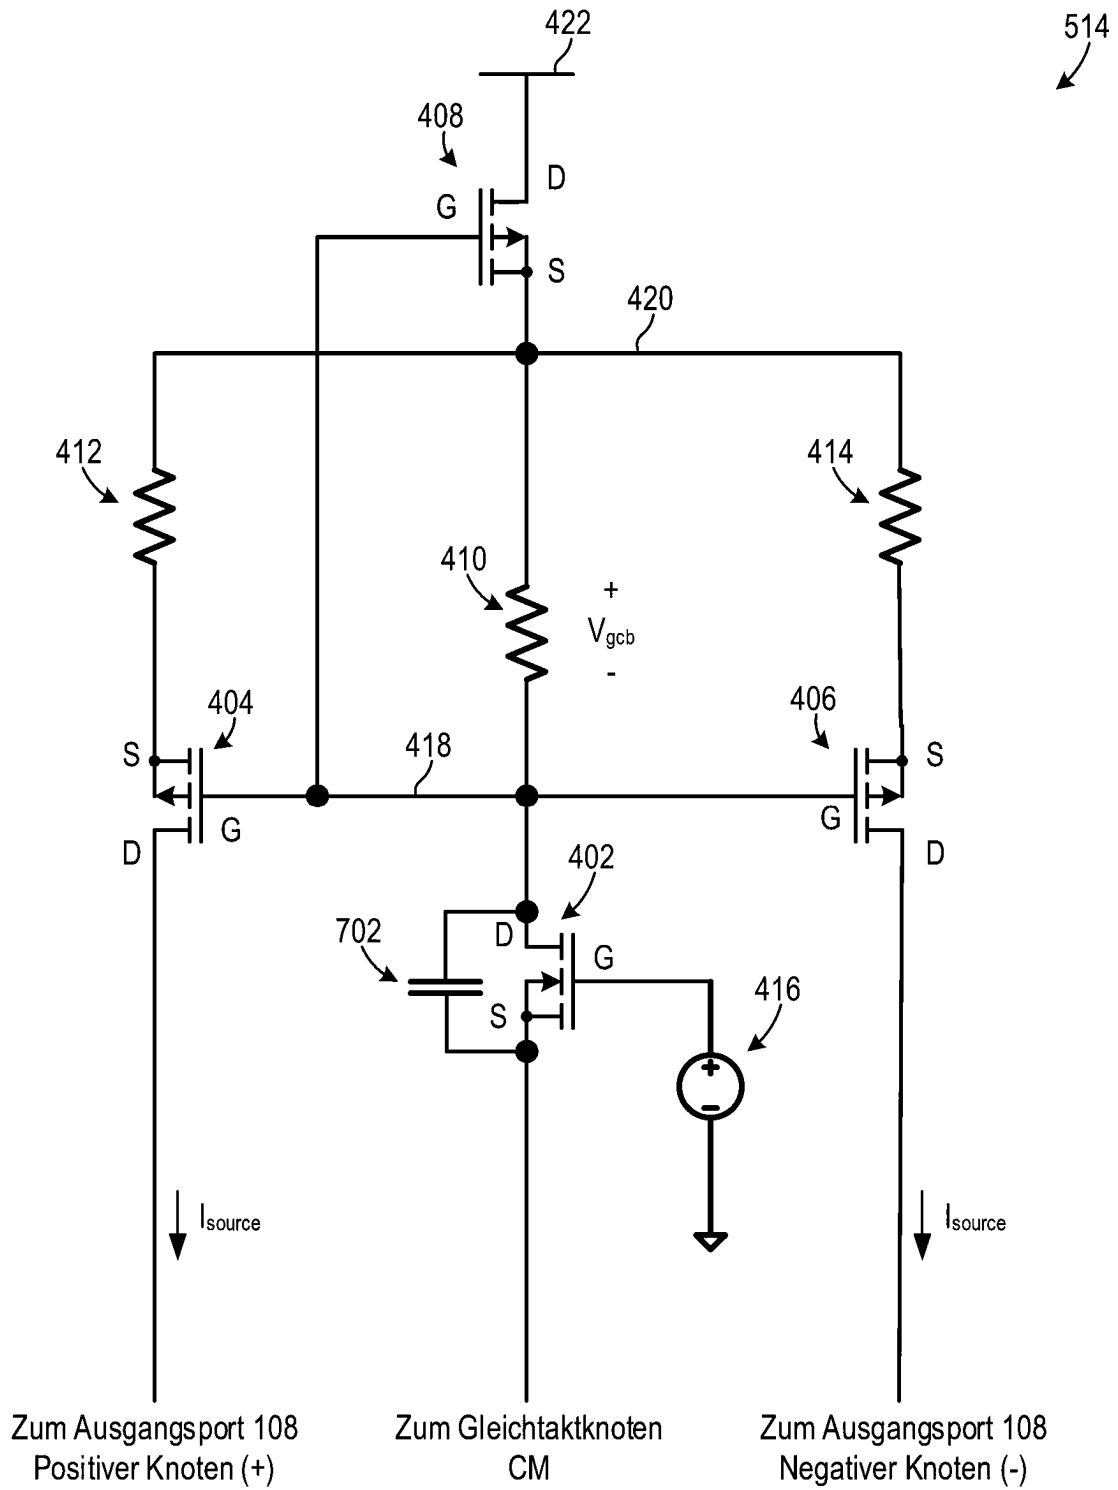 422
514
408
D
G
S
420
412
414
410
+
Vgcb
-
404
406
S
418
S
G
G
D
D
402
702
D
G
416
S
+
-
Isource
Isource
Zum Ausgangsport 108
Positiver Knoten (+)
Zum Gleichtaktknoten
CM
Zum Ausgangsport 108
Negativer Knoten (-)